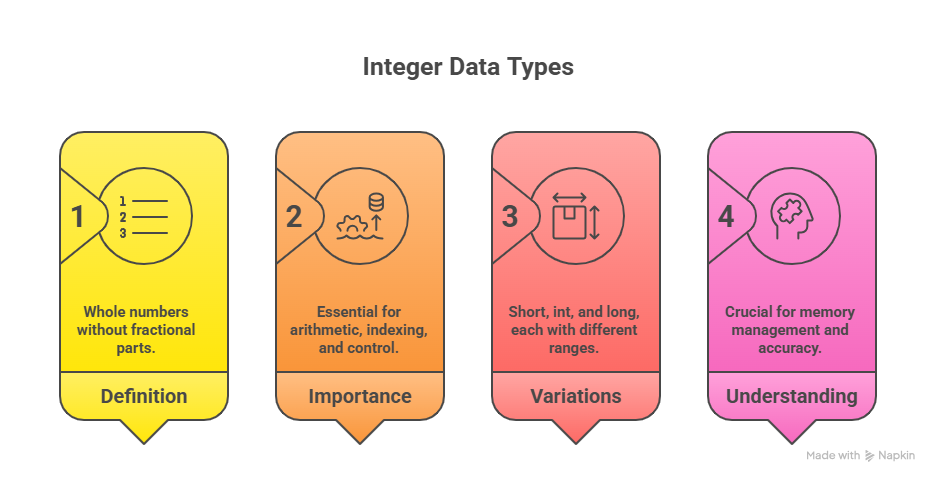 Integer Data Types
1
1
2
3
Whole numbers
without fractional
parts.
Definition
2
Essential for
arithmetic, indexing,
and control.
Importance
3
Short, int, and long,
each with different
ranges.
Variations
4
Crucial for memory
management and
accuracy.
Understanding
Made with Napkin